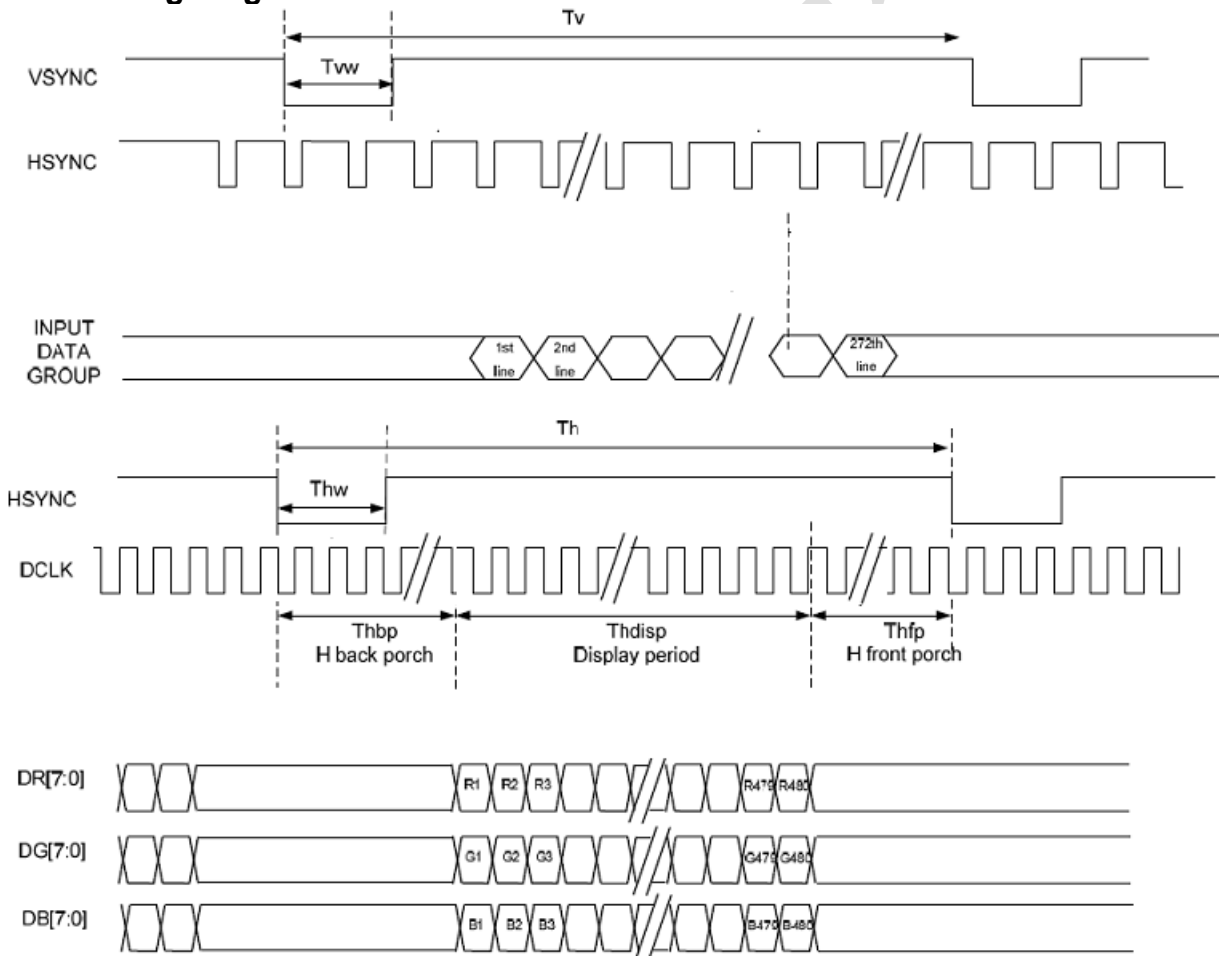 Tv
Tvw
VSYNC
HSYNC
INPUT
DATA
GROUP
1st
line
2nd
line
272th
line
Th
Thw
HSYNC
DCLK
Thbp
H back porch
Thdisp
Display period
Thfp
H front porch
DR[7:0]
R1 R2 R3 R479 R480
DG[7:0]
G1 G2 G3 G479 G480
DB[7:0]
B1 B2 B3 B479 B480